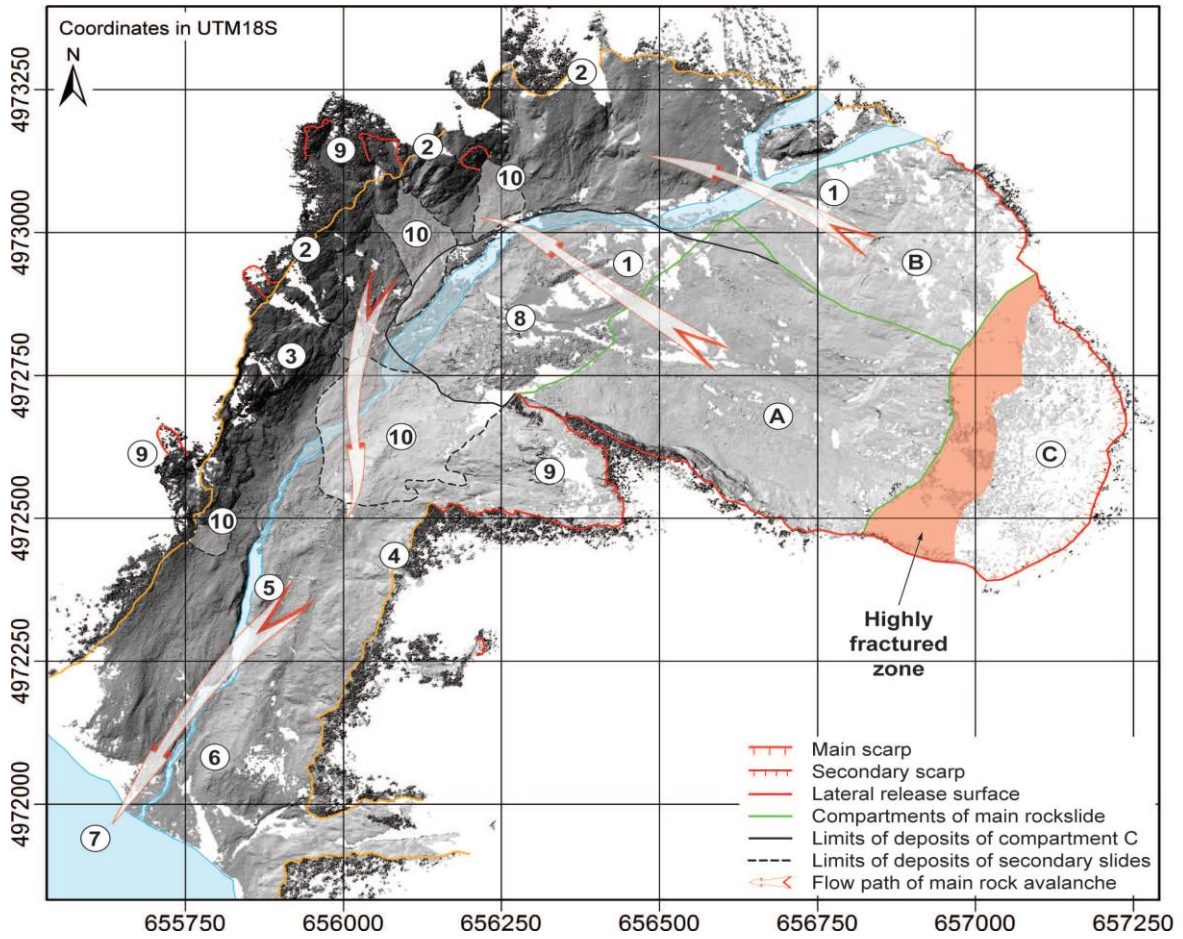 Coordinates in UTM18S
N
4973250
4973000
4972750
4972500
4972250
4972000
2
2
9
10
1
2
10
1
B
8
3
A
C
10
9
9
10
4
5
Highly
fractured
zone
6
7
Main scarp
Secondary scarp
Lateral release surface
Compartments of main rockslide
Limits of deposits of compartment C
Limits of deposits of secondary slides
Flow path of main rock avalanche
655750 656000 656250 656500 656750 657000 657250